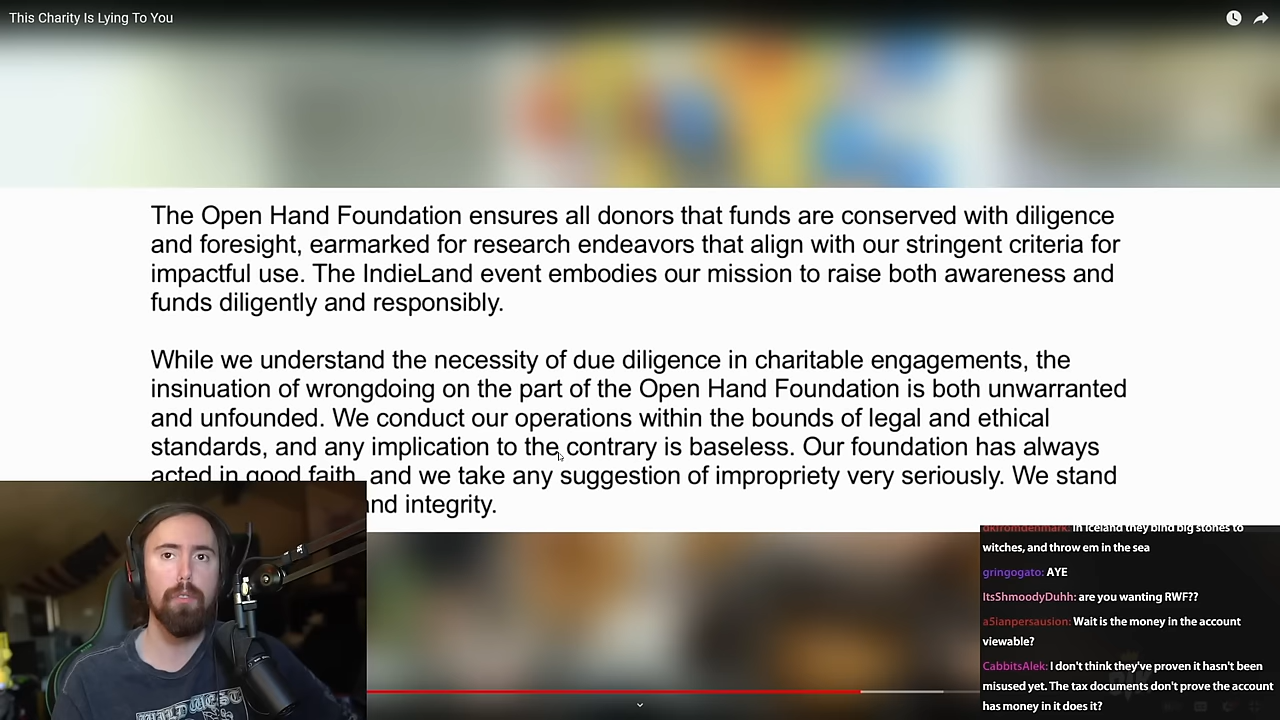 This Charity Is Lying To You
The Open Hand Foundation ensures all donors that funds are conserved with diligence
and foresight, earmarked for research endeavors that align with our stringent criteria for
impactful use. The IndieLand event embodies our mission to raise both awareness and
funds diligently and responsibly.
While we understand the necessity of due diligence in charitable engagements, the
insinuation of wrongdoing on the part of the Open Hand Foundation is both unwarranted
and unfounded. We conduct our operations within the bounds of legal and ethical
standards, and any implication to the contrary is baseless. Our foundation has always
acted in good faith, and we take any suggestion of impropriety very seriously. We stand
and integrity.
dkfromdenmark: In Iceland they bind big stones to
witches, and throw em in the sea
gringogato: AYE
ItsShmoodyDuhh: are you wanting RWF??
a5ianpersausion: Wait is the money in the account
viewable?
CabbitsAlek: I don't think they've proven it hasn't been
misused yet. The tax documents don't prove the account
has money in it does it?